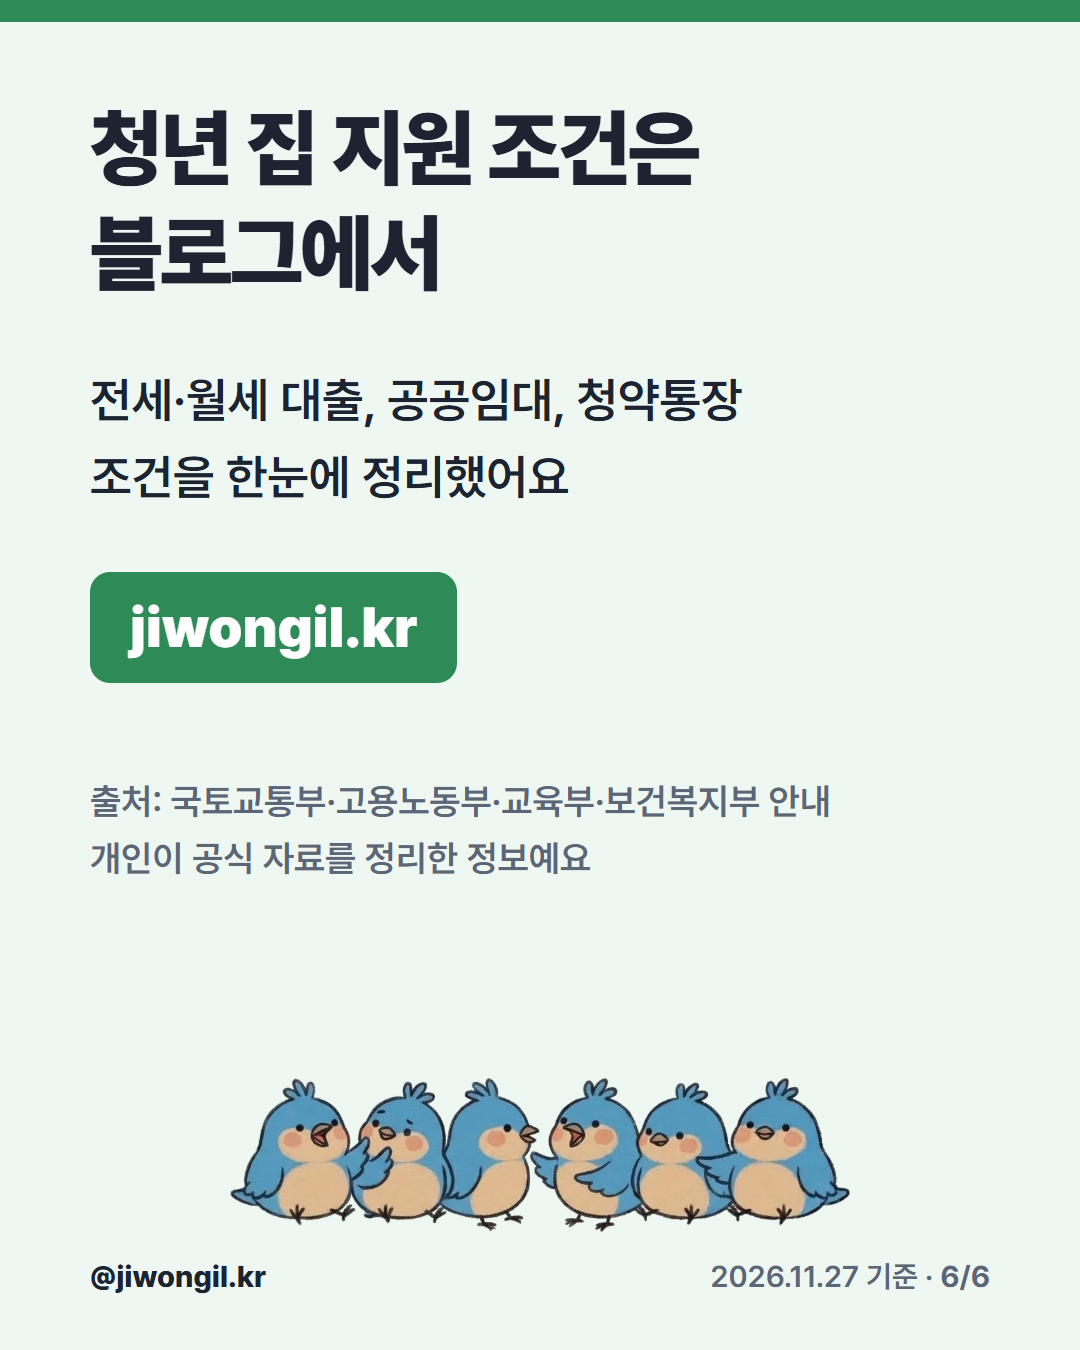 청년 집 지원 조건은
블로그에서
전세·월세 대출, 공공임대, 청약통장
조건을 한눈에 정리했어요
jiwongil.kr
출처: 국토교통부·고용노동부·교육부·보건복지부 안내
개인이 공식 자료를 정리한 정보예요
@jiwongil.kr
2026.11.27 기준 · 6/6